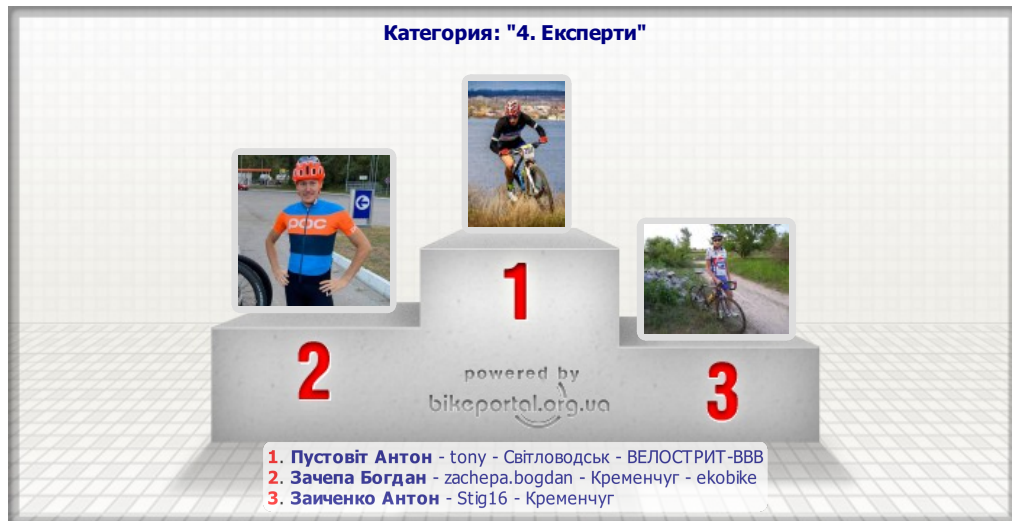 Категория: "4. Експерти"
POC
1
2
3
powered by
bikeportal.org.ua
1. Пустовіт Антон - tony - Світловодськ - ВЕЛОСТРИТ-ВВВ
2. Зачепа Богдан - zachepa.bogdan - Кременчуг - ekobike
3. Заиченко Антон - Stig16 - Кременчуг